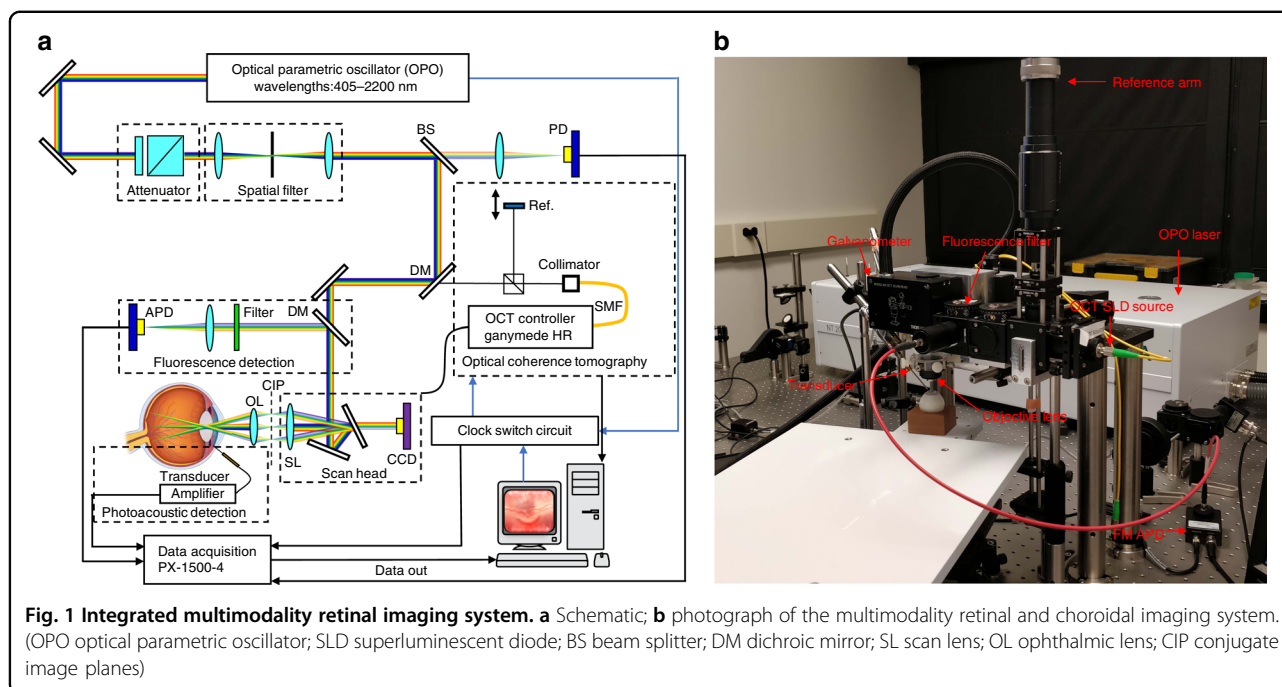 a
Optical parametric oscillator (OPO)
wavelengths:405–2200 nm
BS
PD
Attenuator
Spatial filter
Ref.
DM
Collimator
SMF
OCT controller
ganymede HR
Optical coherence tomography
APD
Filter
DM
Fluorescence detection
CIP
OL
SL
CCD
Scan head
Transducer
Amplifier
Photoacoustic detection
Clock switch circuit
Data acquisition
PX-1500-4
Data out
b
Reference arm
Galvanometer
Fluorescence filter
OPO laser
OCT SLD source
NT 20
Transducer
Objective lens
FM APD
Fig. 1 Integrated multimodality retinal imaging system. a Schematic; b photograph of the multimodality retinal and choroidal imaging system.
(OPO optical parametric oscillator; SLD superluminescent diode; BS beam splitter; DM dichroic mirror; SL scan lens; OL ophthalmic lens; CIP conjugate
image planes)